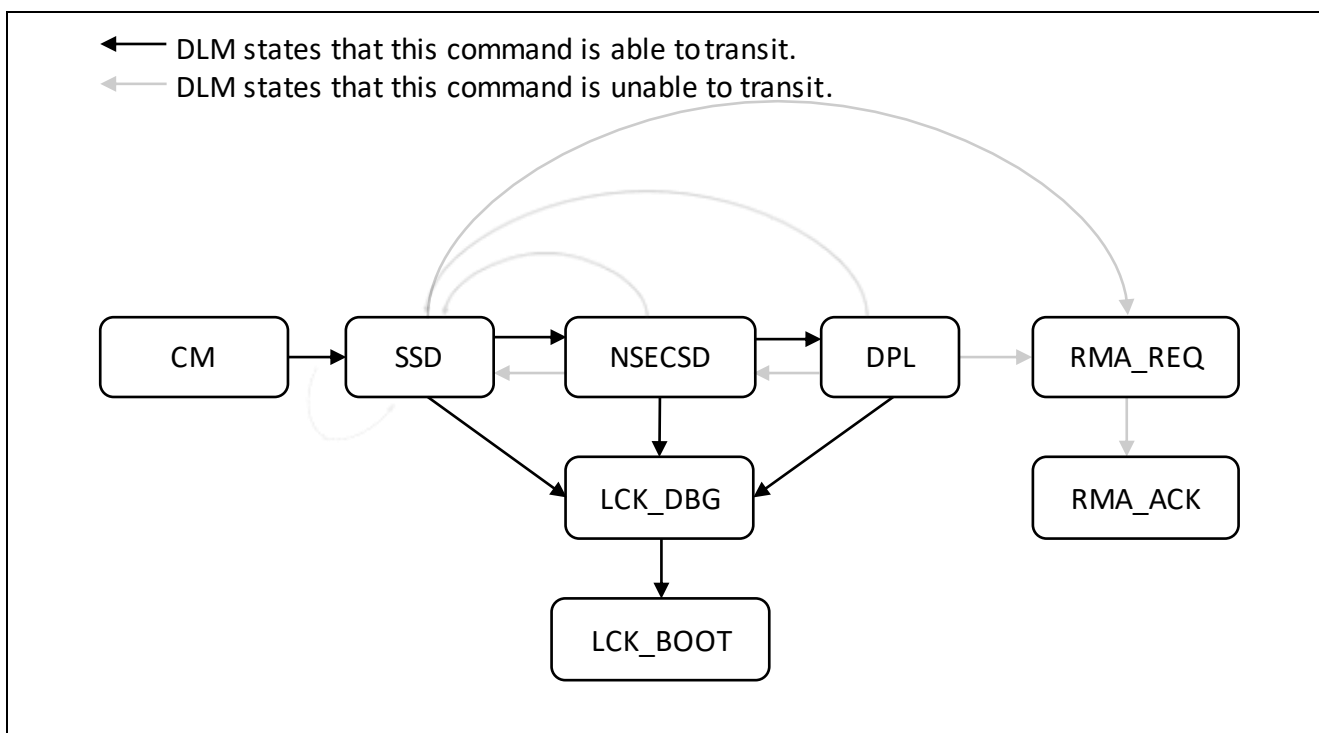 DLM states that this command is able to transit.
DLM states that this command is unable to transit.
CM
SSD
NSECSD
DPL
RMA_REQ
LCK_DBG
RMA_ACK
LCK_BOOT